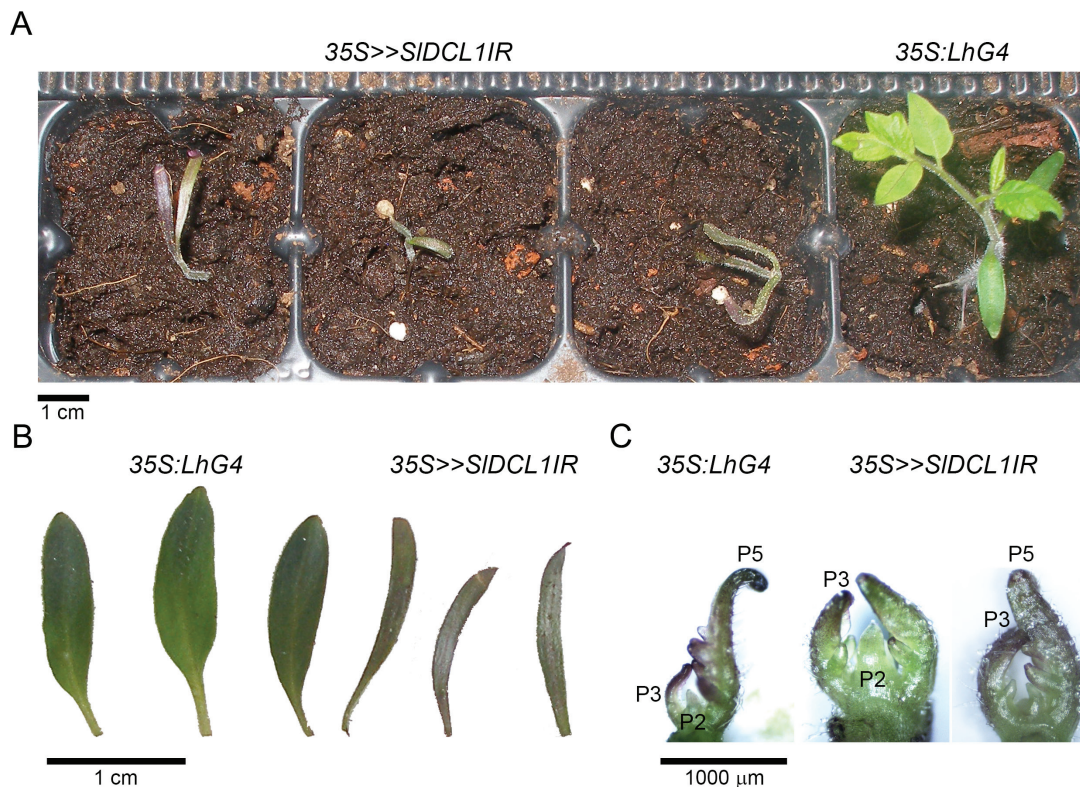 A
35S>>SlDCL1IR
35S:LhG4
1 cm
B
35S:LhG4
35S>>SlDCL1IR
1 cm
C
35S:LhG4
35S>>SlDCL1IR
P5
P3
P2
P3
P2
P5
P3
1000 μm